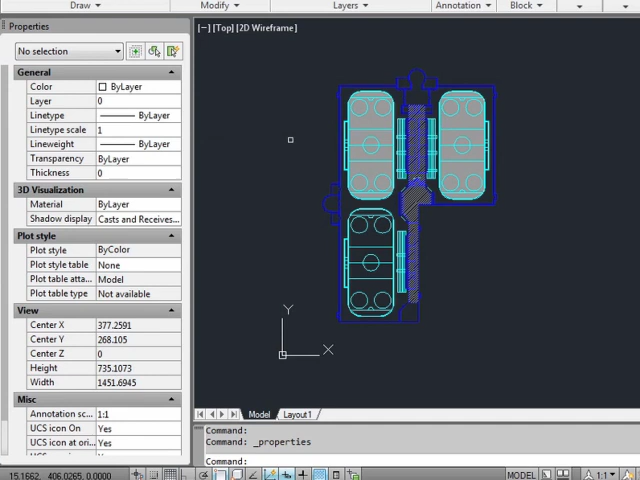 Draw
Modify
Layers
Annotation
Block
Properties
[−] [Top] [2D Wireframe]
No selection
General
Color ByLayer
Layer 0
Linetype ByLayer
Linetype scale 1
Lineweight ByLayer
Transparency ByLayer
Thickness 0
3D Visualization
Material ByLayer
Shadow display Casts and Receives...
Plot style
Plot style ByColor
Plot style table None
Plot table atta... Model
Plot table type Not available
View
Center X 377.2591
Center Y 268.105
Center Z 0
Height 735.1073
Width 1451.6945
Misc
Annotation sc... 1:1
UCS icon On Yes
UCS icon at ori... Yes
Y
X
Model Layout1
Command:
Command: _properties
Command:
15.1662, 406.0265, 0.0000
MODEL
1:1